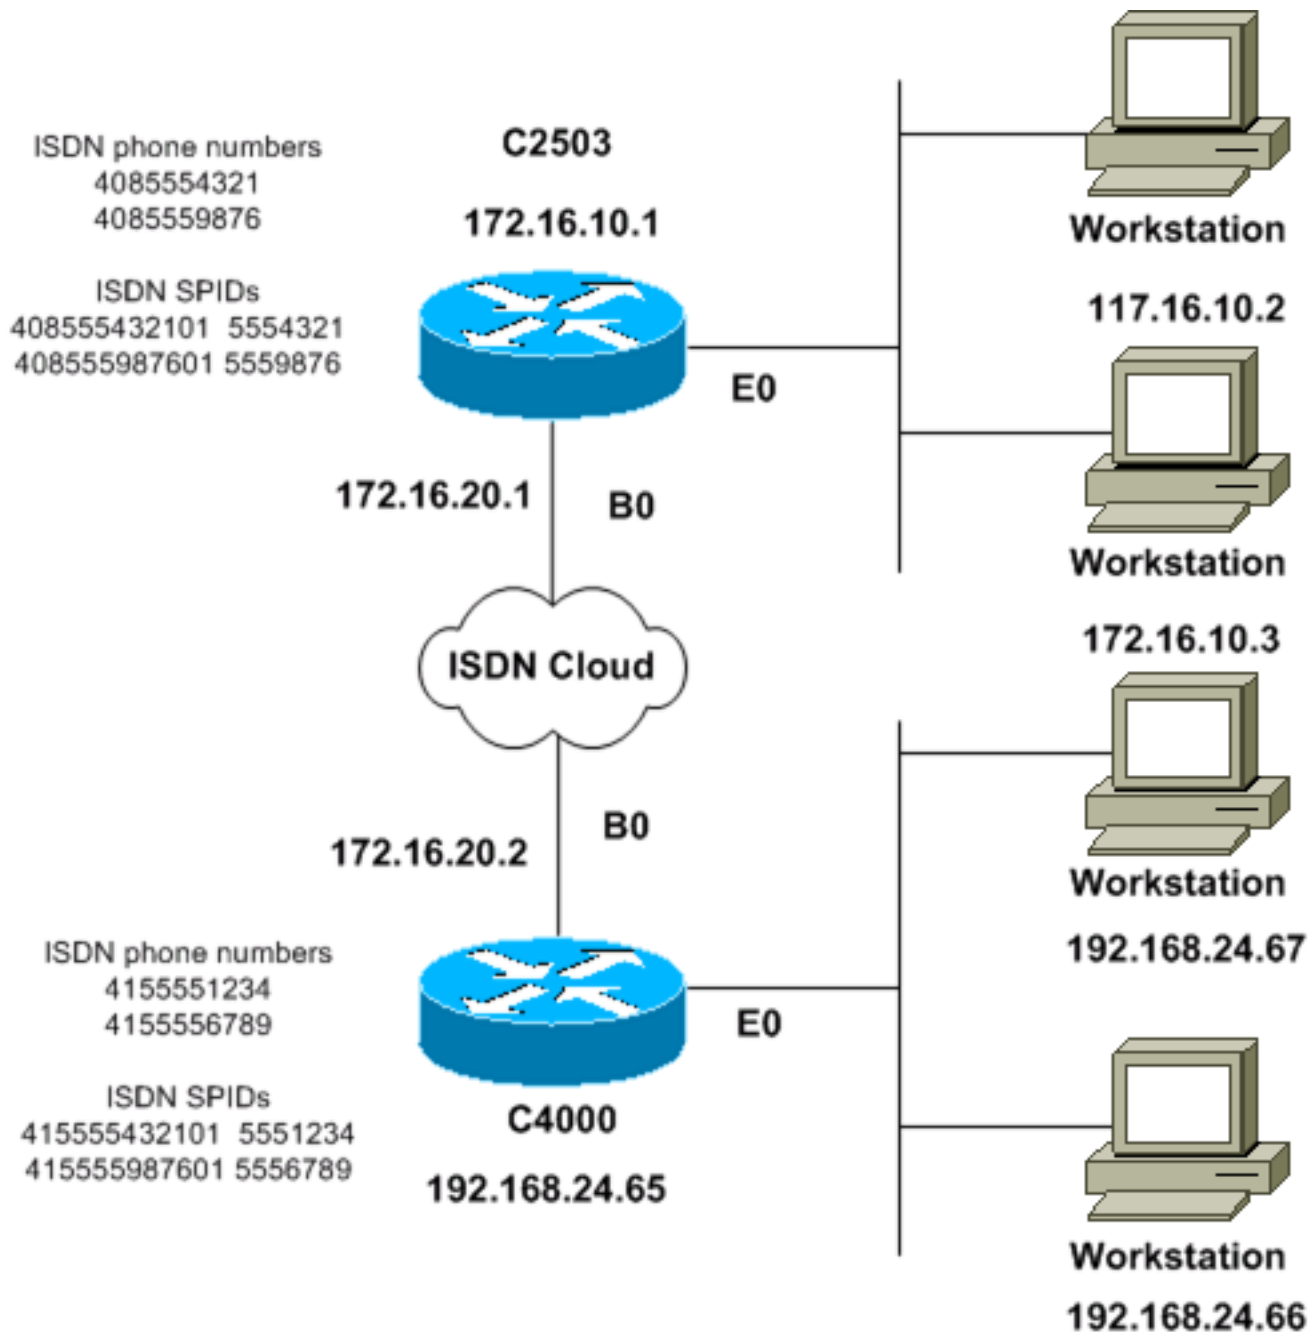 ISDN phone numbers
4085554321
4085559876
ISDN SPIDs
408555432101 5554321
408555987601 5559876
C2503
172.16.10.1
E0
172.16.20.1
B0
Workstation
117.16.10.2
Workstation
172.16.10.3
ISDN Cloud
172.16.20.2
B0
ISDN phone numbers
4155551234
4155556789
ISDN SPIDs
415555432101 5551234
415555987601 5556789
E0
C4000
192.168.24.65
Workstation
192.168.24.67
Workstation
192.168.24.66